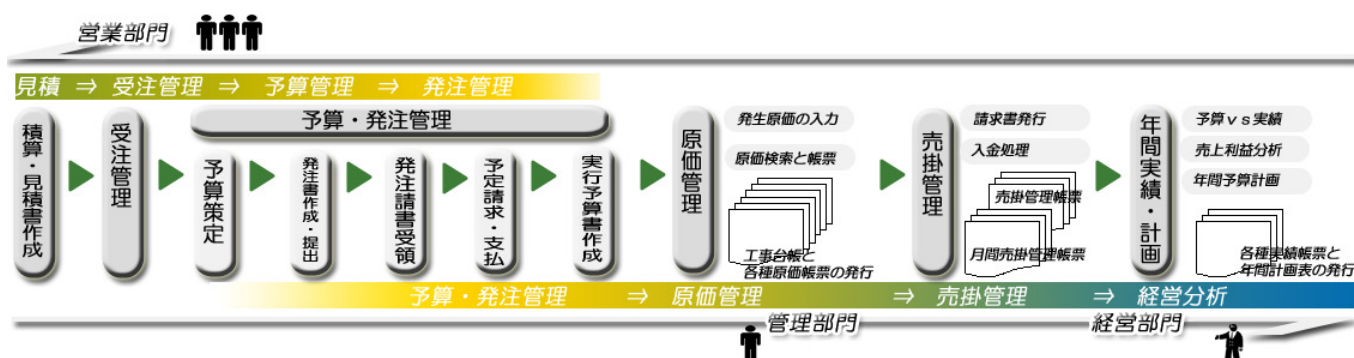 営業部門
見積 ⇒ 受注管理 ⇒ 予算管理 ⇒ 発注管理
積算・見積書作成
受注管理
予算・発注管理
予算策定
発注書作成・提出
発注請書受領
予定請求・支払
実行予算書作成
原価管理
発生原価の入力
原価検索と帳票
工事台帳と
各種原価帳票の発行
売掛管理
請求書発行
入金処理
売掛管理帳票
月間売掛管理帳票
年間実績・計画
予算ｖｓ実績
売上利益分析
年間予算計画
各種実績帳票と
年間計画表の発行
予算・発注管理 ⇒ 原価管理 ⇒ 売掛管理 ⇒ 経営分析
管理部門
経営部門